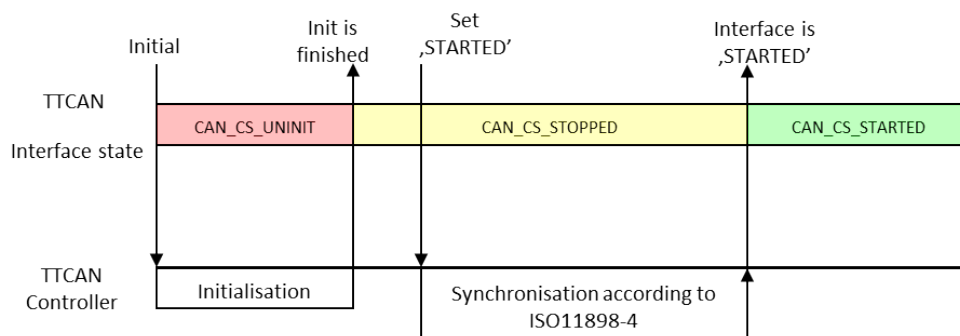 Initial
Init is
finished
Set
‚STARTED’
Interface is
‚STARTED’
TTCAN
Interface state
CAN_CS_UNINIT
CAN_CS_STOPPED
CAN_CS_STARTED
TTCAN
Controller
Initialisation
Synchronisation according to
ISO11898-4